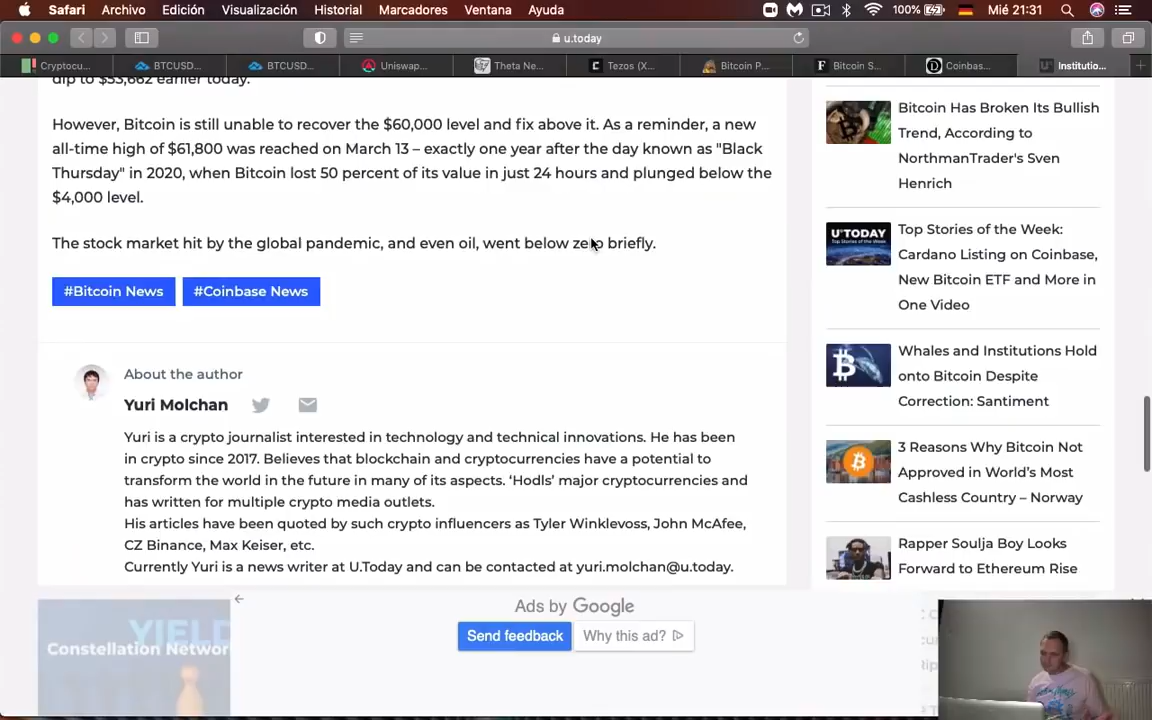 Safari Archivo Edición Visualización Historial Marcadores Ventana Ayuda 100% Mié 21:31
u.today
Cryptocu... BTCUSD... BTCUSD... Uniswap... Theta Ne... Tezos (X... Bitcoin P... Bitcoin S... Coinbas... Institutio...
dip to $53,662 earlier today.
However, Bitcoin is still unable to recover the $60,000 level and fix above it. As a reminder, a new
all-time high of $61,800 was reached on March 13 – exactly one year after the day known as "Black
Thursday" in 2020, when Bitcoin lost 50 percent of its value in just 24 hours and plunged below the
$4,000 level.
The stock market hit by the global pandemic, and even oil, went below zero briefly.
#Bitcoin News #Coinbase News
About the author
Yuri Molchan
Yuri is a crypto journalist interested in technology and technical innovations. He has been
in crypto since 2017. Believes that blockchain and cryptocurrencies have a potential to
transform the world in the future in many of its aspects. ‘Hodls’ major cryptocurrencies and
has written for multiple crypto media outlets.
His articles have been quoted by such crypto influencers as Tyler Winklevoss, John McAfee,
CZ Binance, Max Keiser, etc.
Currently Yuri is a news writer at U.Today and can be contacted at yuri.molchan@u.today.
Bitcoin Has Broken Its Bullish
Trend, According to
NorthmanTrader's Sven
Henrich
U TODAY
Top Stories of the Week
Top Stories of the Week:
Cardano Listing on Coinbase,
New Bitcoin ETF and More in
One Video
Whales and Institutions Hold
onto Bitcoin Despite
Correction: Santiment
3 Reasons Why Bitcoin Not
Approved in World’s Most
Cashless Country – Norway
Rapper Soulja Boy Looks
Forward to Ethereum Rise
YIELD
Constellation Networ
Ads by Google
Send feedback Why this ad?